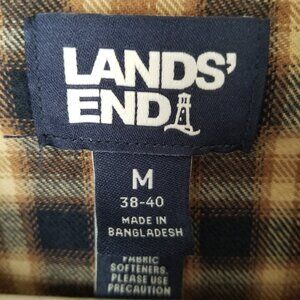 LANDS'
END
M
38-40
MADE IN
BANGLADESH
FABRIC
SOFTENERS.
PLEASE USE
PRECAUTION